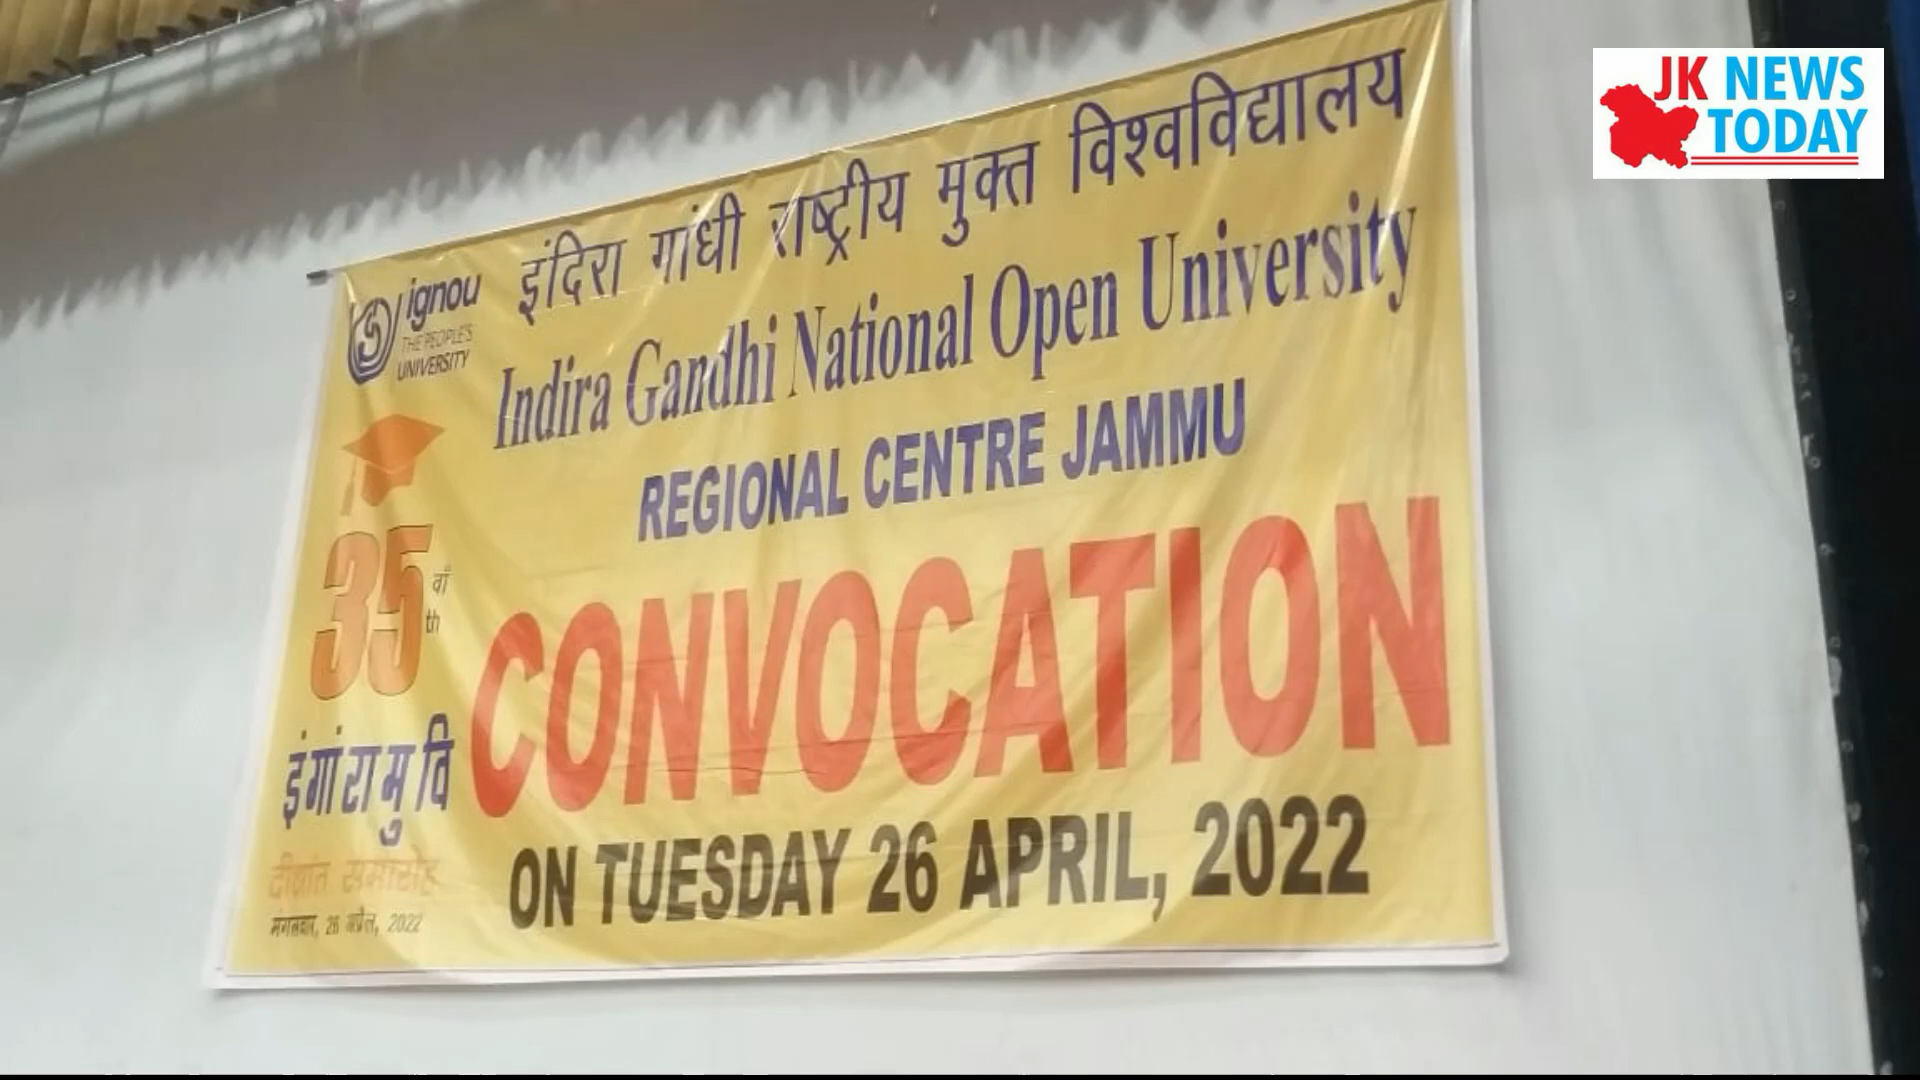 JK NEWS
TODAY
इंदिरा गांधी राष्ट्रीय मुक्त विश्वविद्यालय
ignou
THE PEOPLE'S
UNIVERSITY
Indira Gandhi National Open University
REGIONAL CENTRE JAMMU
35 वां
th
CONVOCATION
इंगांरामुवि
दीक्षांत समारोह
मंगलवार, 26 अप्रैल, 2022
ON TUESDAY 26 APRIL, 2022